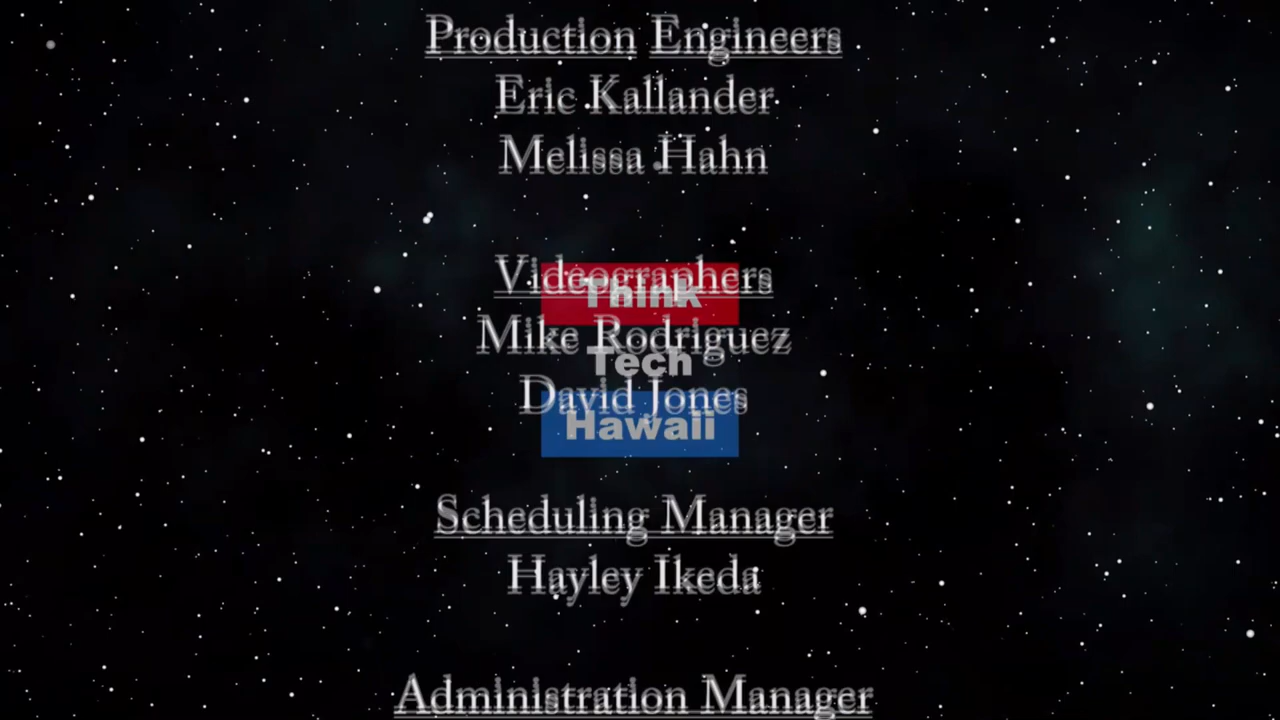 Production Engineers
Eric Kallander
Melissa Hahn
Videographers
Think
Mike Rodriguez
Tech
David Jones
Hawaii
Scheduling Manager
Hayley Ikeda
Administration Manager